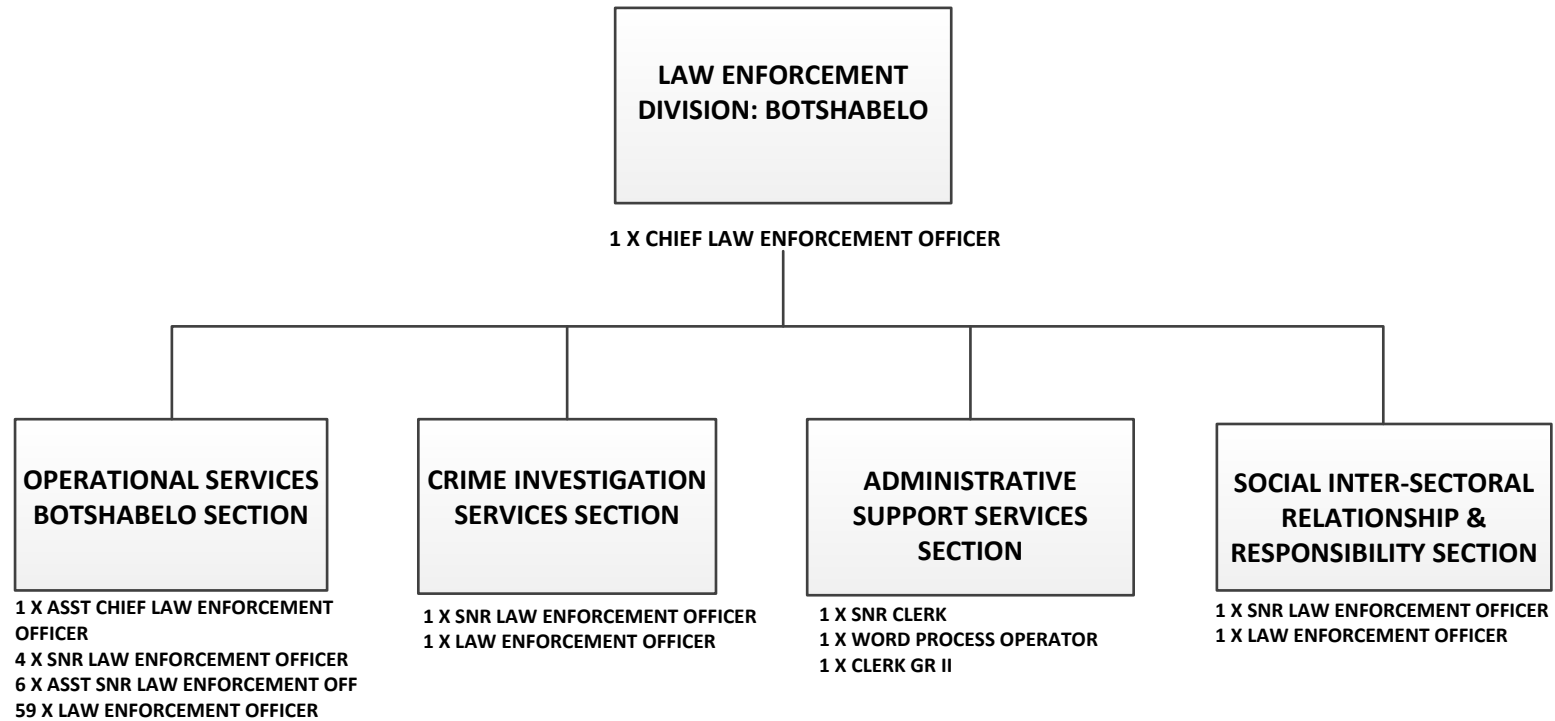 LAW ENFORCEMENT
DIVISION: BOTSHABELO
1 X CHIEF LAW ENFORCEMENT OFFICER
OPERATIONAL SERVICES
BOTSHABELO SECTION
1 X ASST CHIEF LAW ENFORCEMENT
OFFICER
4 X SNR LAW ENFORCEMENT OFFICER
6 X ASST SNR LAW ENFORCEMENT OFF
59 X LAW ENFORCEMENT OFFICER
CRIME INVESTIGATION
SERVICES SECTION
1 X SNR LAW ENFORCEMENT OFFICER
1 X LAW ENFORCEMENT OFFICER
ADMINISTRATIVE
SUPPORT SERVICES
SECTION
1 X SNR CLERK
1 X WORD PROCESS OPERATOR
1 X CLERK GR II
SOCIAL INTER-SECTORAL
RELATIONSHIP &
RESPONSIBILITY SECTION
1 X SNR LAW ENFORCEMENT OFFICER
1 X LAW ENFORCEMENT OFFICER